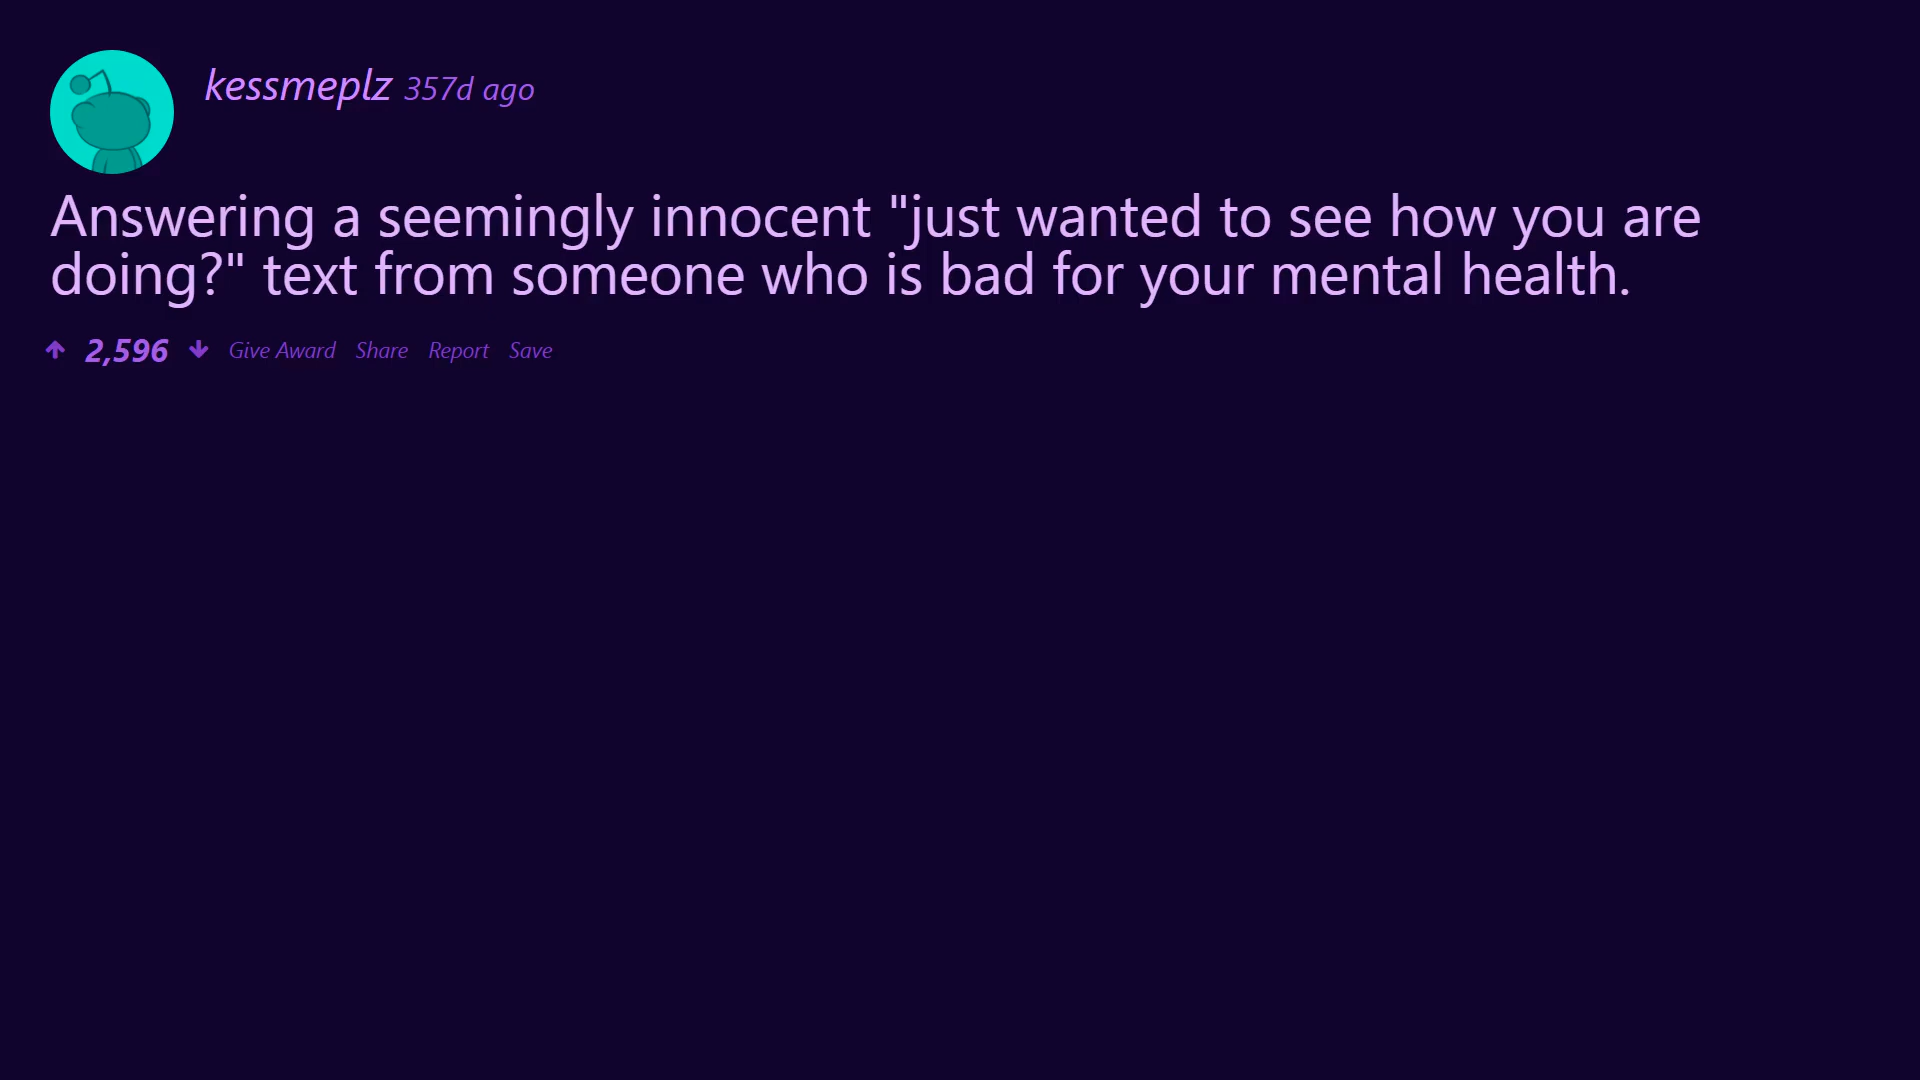 kessmeplz 357d ago
Answering a seemingly innocent "just wanted to see how you are
doing?" text from someone who is bad for your mental health.
2,596 Give Award Share Report Save